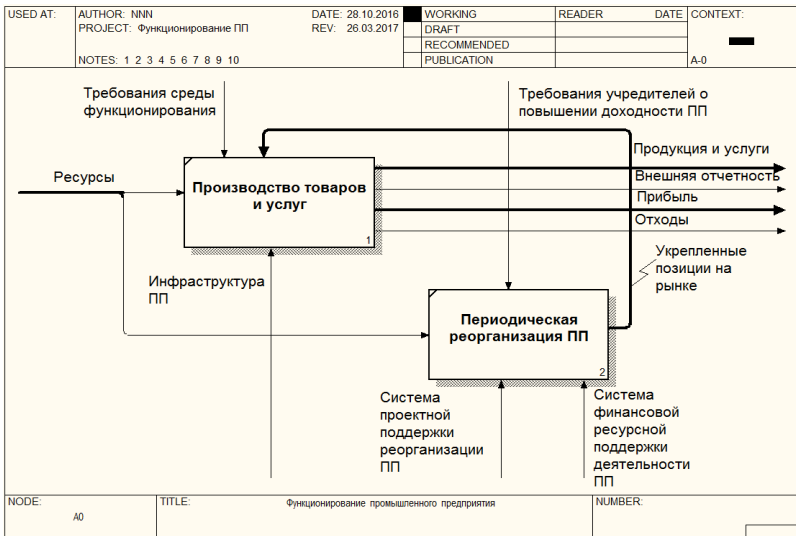 USED AT:
AUTHOR: NNN
DATE: 28.10.2016
PROJECT: Функционирование ПП
REV: 26.03.2017
NOTES: 1 2 3 4 5 6 7 8 9 10
WORKING
DRAFT
RECOMMENDED
PUBLICATION
READER
DATE
CONTEXT:
A-0
Требования среды
функционирования
Требования учредителей о
повышении доходности ПП
Ресурсы
Производство товаров
и услуг
1
Продукция и услуги
Внешняя отчетность
Прибыль
Отходы
Укрепленные
позиции на
рынке
Инфраструктура
ПП
Периодическая
реорганизация ПП
2
Система
проектной
поддержки
реорганизации
ПП
Система
финансовой
ресурсной
поддержки
деятельности
ПП
NODE:
A0
TITLE:
Функционирование промышленного предприятия
NUMBER: